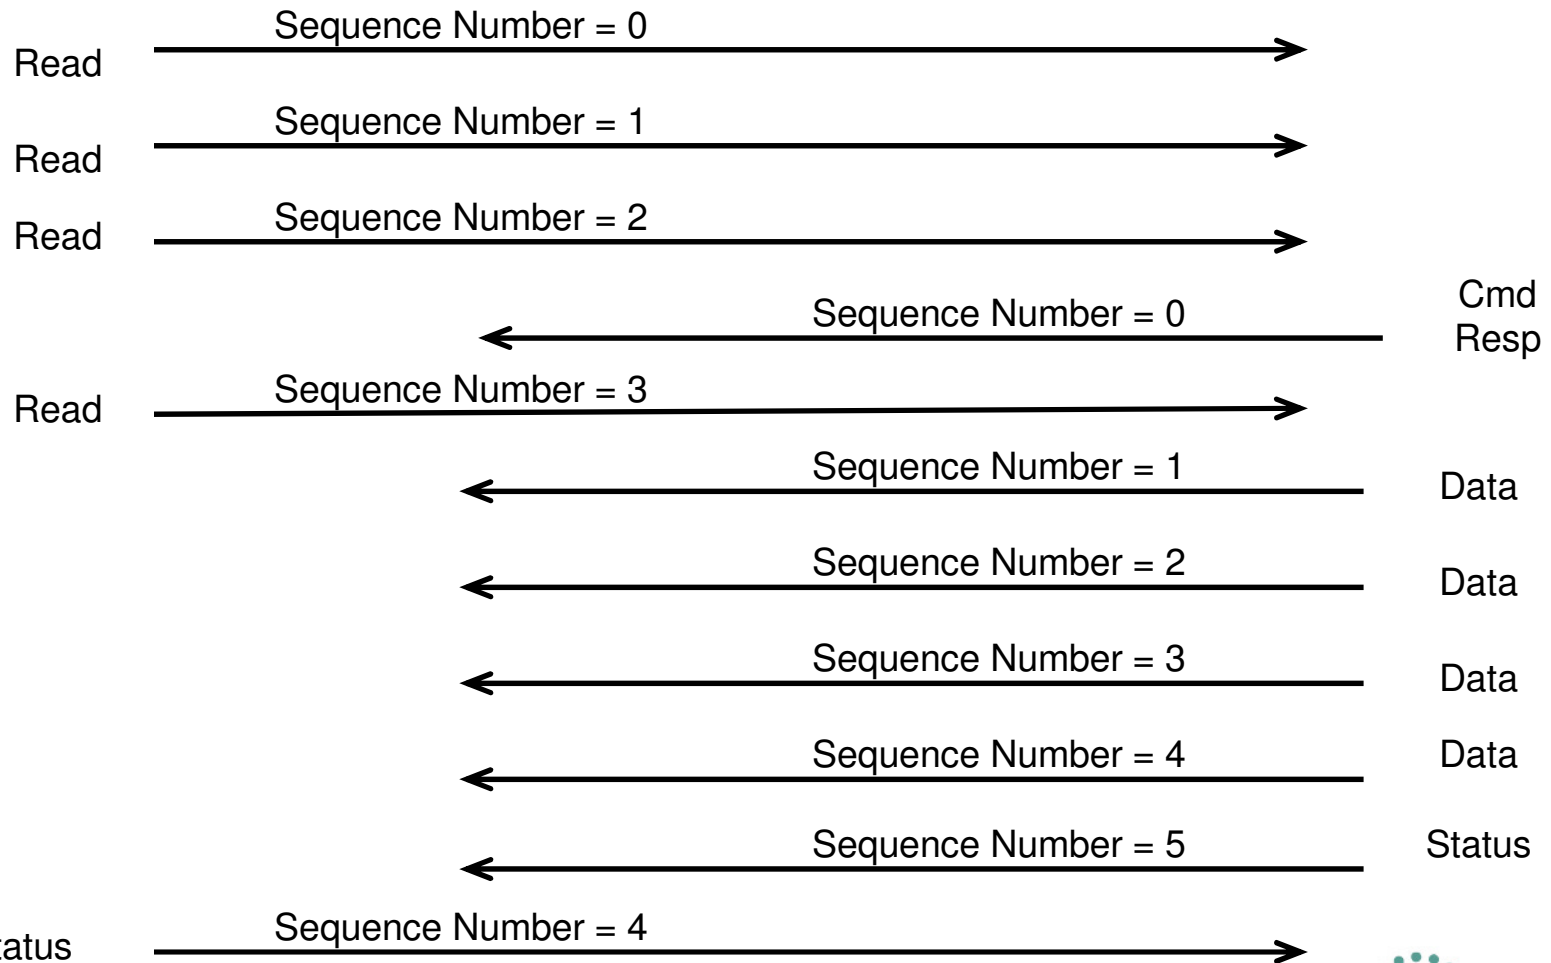 Sequence Number = 0
Read
Sequence Number = 1
Read
Sequence Number = 2
Read
Sequence Number = 0
Cmd
Resp
Sequence Number = 3
Read
Sequence Number = 1
Data
Sequence Number = 2
Data
Sequence Number = 3
Data
Sequence Number = 4
Data
Sequence Number = 5
Status
Sequence Number = 4